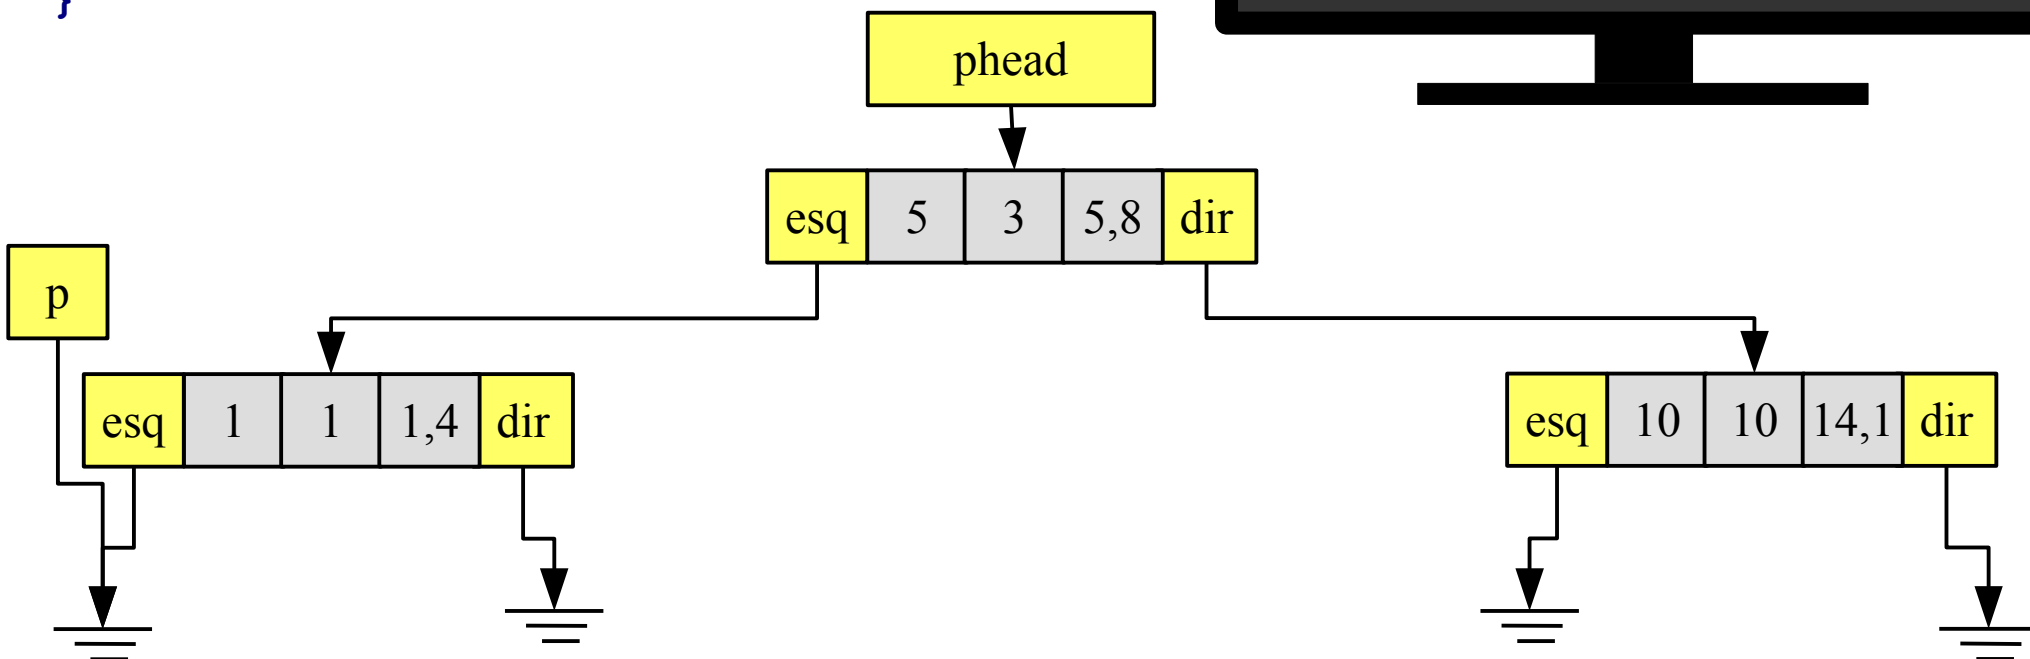 }
phead
esq 5 3 5,8 dir
p
esq 1 1 1,4 dir
esq 10 10 14,1 dir